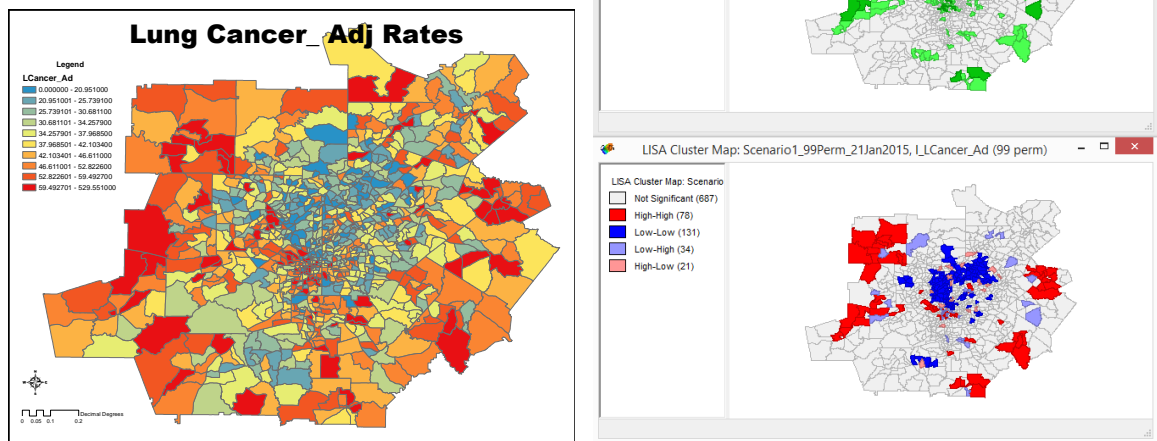 Lung Cancer_ Adj Rates
Legend
LCancer_Ad
0.000000 - 20.951000
20.951001 - 25.739100
25.739101 - 30.681100
30.681101 - 34.257900
34.257901 - 37.968500
37.968501 - 42.103400
42.103401 - 46.611000
46.611001 - 52.822600
52.822601 - 59.492700
59.492701 - 529.551000
0 0.05 0.1 0.2
Decimal Degrees
LISA Cluster Map: Scenario1_99Perm_21Jan2015, I_LCancer_Ad (99 perm)
LISA Cluster Map: Scenario
Not Significant (687)
High-High (78)
Low-Low (131)
Low-High (34)
High-Low (21)